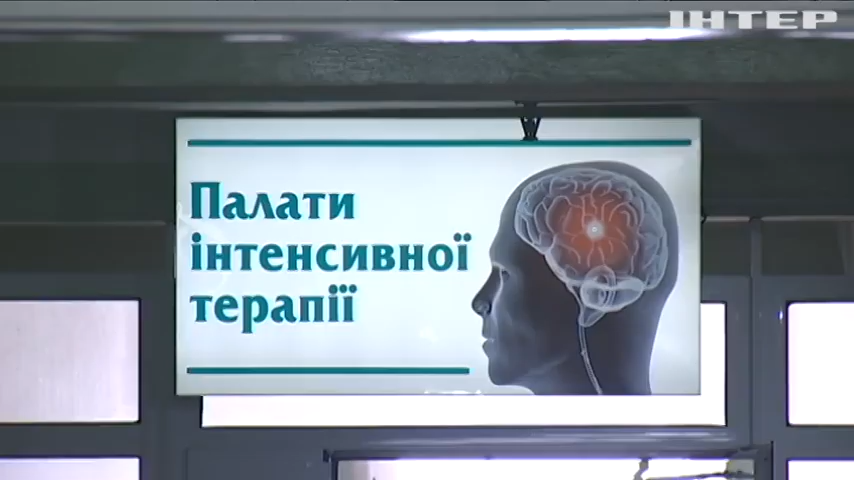 ІНТЕР
Палати
інтенсивної
терапії